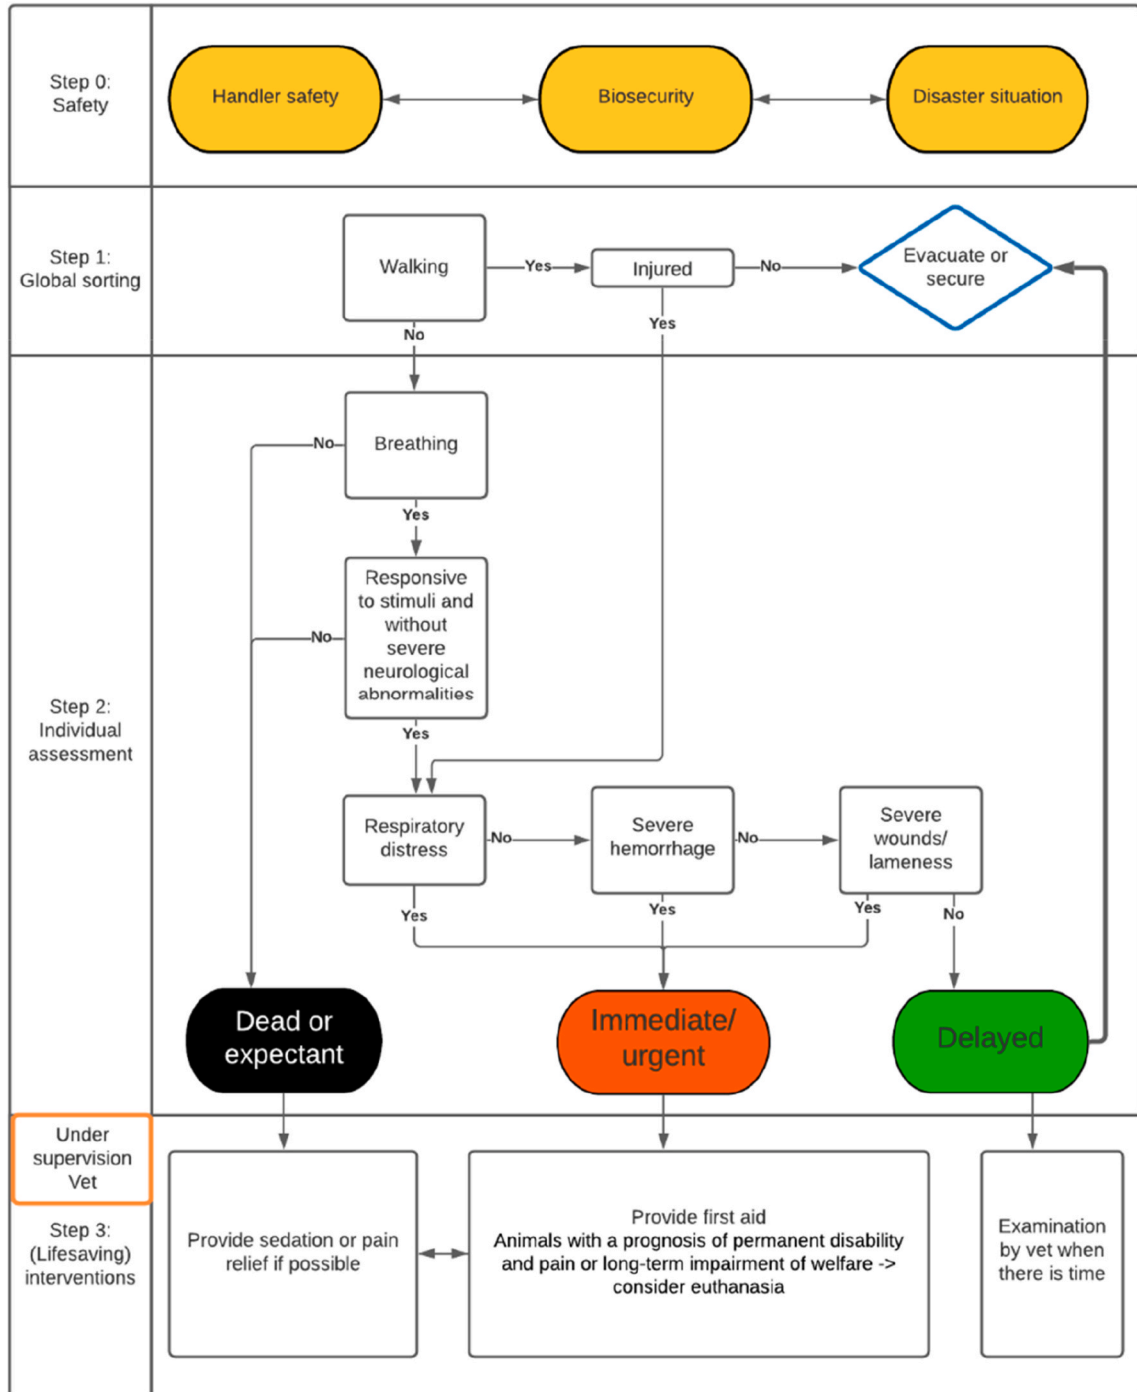 Step 0:
Safety
Handler safety
Biosecurity
Disaster situation
Step 1:
Global sorting
Walking
Yes
Injured
No
Evacuate or
secure
No
Yes
Step 2:
Individual
assessment
Breathing
No
Yes
Responsive
to stimuli and
without
severe
neurological
abnormalities
No
Yes
Respiratory
distress
No
Severe
hemorrhage
No
Severe
wounds/
lameness
Yes
Yes
Yes
No
Dead or
expectant
Immediate/
urgent
Delayed
Under
supervision
Vet
Step 3:
(Lifesaving)
interventions
Provide sedation or pain
relief if possible
Provide first aid
Animals with a prognosis of permanent disability
and pain or long-term impairment of welfare ->
consider euthanasia
Examination
by vet when
there is time